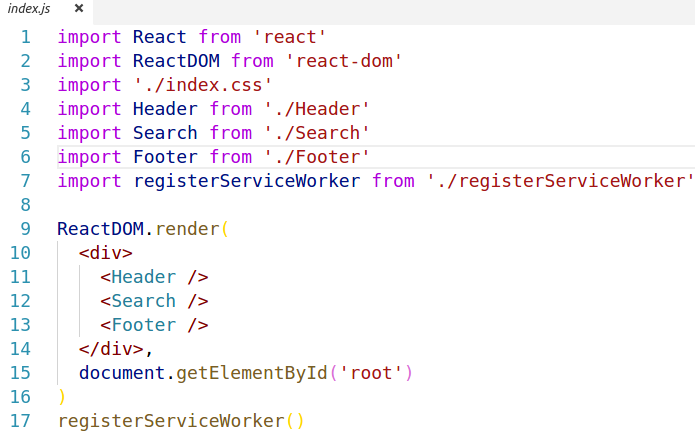 index.js ×
1 import React from 'react'
2 import ReactDOM from 'react-dom'
3 import './index.css'
4 import Header from './Header'
5 import Search from './Search'
6 import Footer from './Footer'
7 import registerServiceWorker from './registerServiceWorker'
8
9 ReactDOM.render(
10   <div>
11     <Header />
12     <Search />
13     <Footer />
14   </div>,
15   document.getElementById('root')
16 )
17 registerServiceWorker()